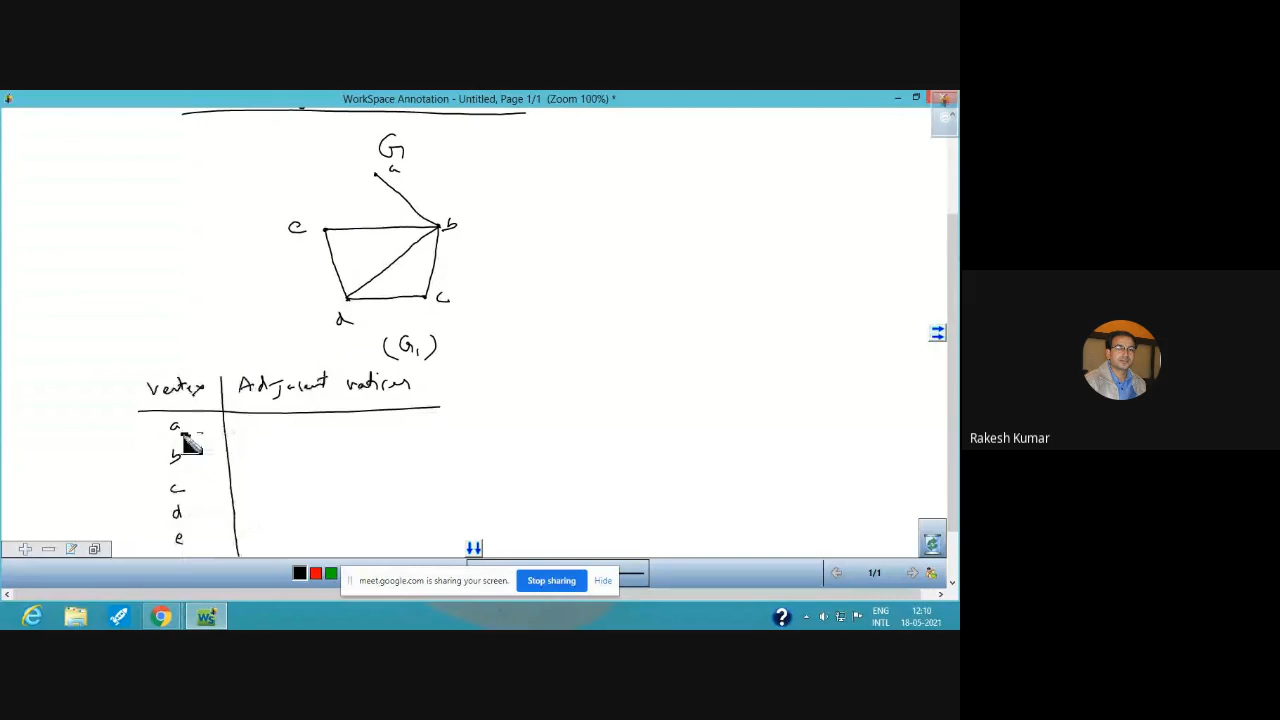 WorkSpace Annotation - Untitled, Page 1/1 (Zoom 100%) *
G
a
e
b
c
d
(G1)
Vertex Adjacent vertices
a
b
c
d
e
1/1
meet.google.com is sharing your screen. Stop sharing Hide
ENG 12:10
INTL 18-05-2021
Rakesh Kumar